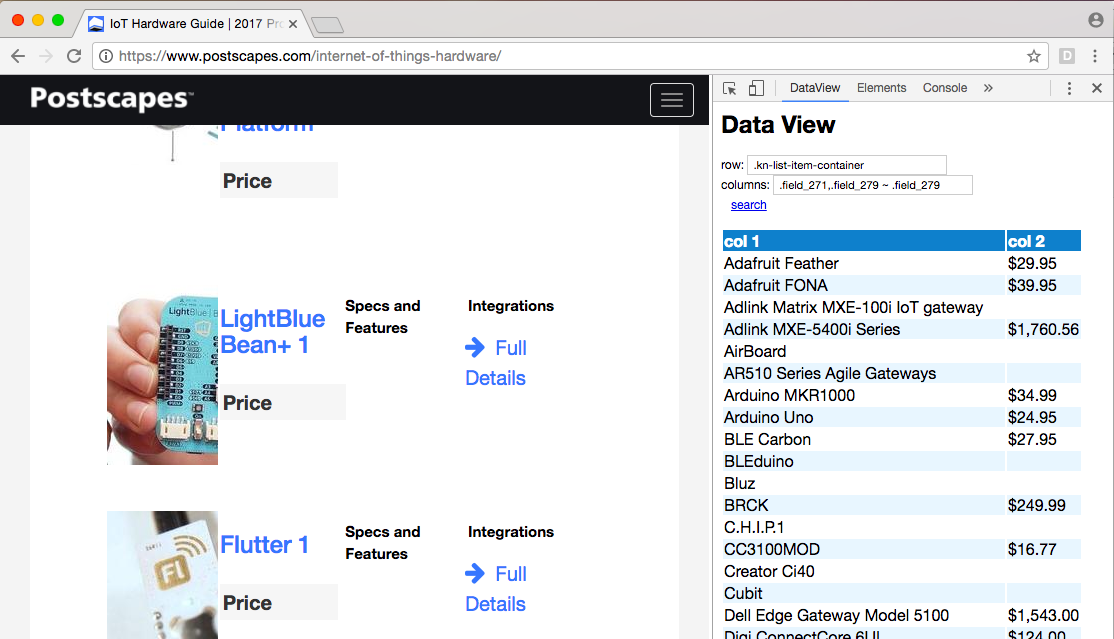 IoT Hardware Guide | 2017 Pro
https://www.postscapes.com/internet-of-things-hardware/
D
Postscapes™
Platform
Price
LightBlue
LightBlue
Bean+ 1
Price
Specs and
Features
Integrations
Full
Details
Fl
Flutter 1
Price
Specs and
Features
Integrations
Full
Details
DataView Elements Console »
Data View
row: .kn-list-item-container
columns: .field_271,.field_279 ~ .field_279
search
col 1 col 2
Adafruit Feather $29.95
Adafruit FONA $39.95
Adlink Matrix MXE-100i IoT gateway
Adlink MXE-5400i Series $1,760.56
AirBoard
AR510 Series Agile Gateways
Arduino MKR1000 $34.99
Arduino Uno $24.95
BLE Carbon $27.95
BLEduino
Bluz
BRCK $249.99
C.H.I.P.1
CC3100MOD $16.77
Creator Ci40
Cubit
Dell Edge Gateway Model 5100 $1,543.00
Digi ConnectCore 6UL $124.00